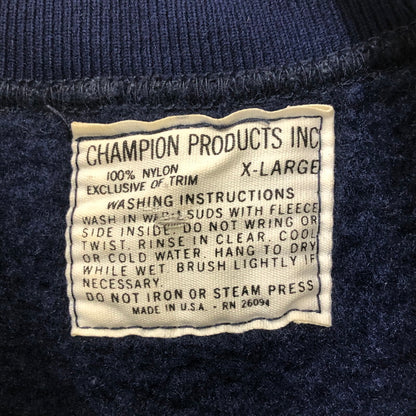 CHAMPION PRODUCTS INC
100% NYLON
EXCLUSIVE OF TRIM X-LARGE
WASHING INSTRUCTIONS
WASH IN SUDS WITH FLEECE
SIDE INSIDE. DO NOT WRING OR
TWIST. RINSE IN CLEAR, COOL
OR COLD WATER. HANG TO DRY
WHILE WET BRUSH LIGHTLY IF
NECESSARY.
DO NOT IRON OR STEAM PRESS
MADE IN U.S.A. - RN 26094